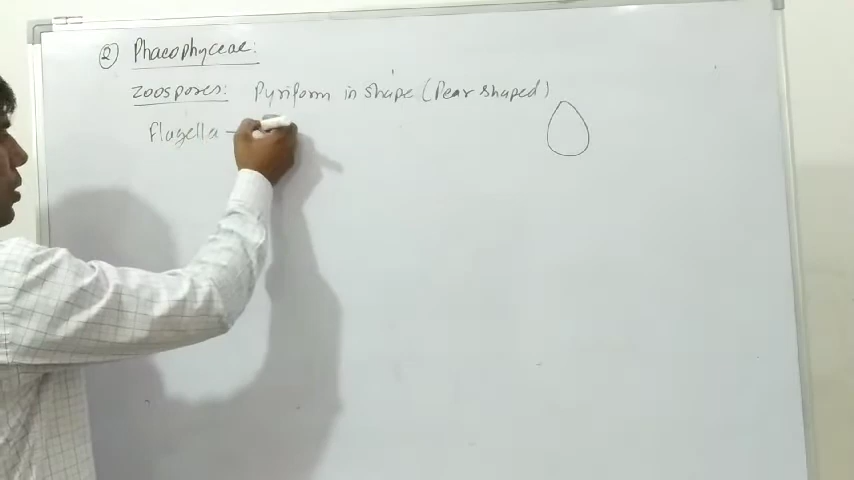 ② Phaeophyceae:
Zoospores: Pyriform in shape (Pear shaped)
Flagella -